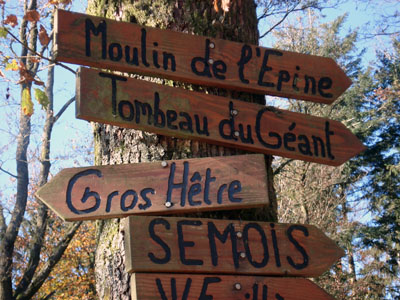 Moulin de l'Epine
Tombeau du Géant
Gros Hêtre
SEMOIS